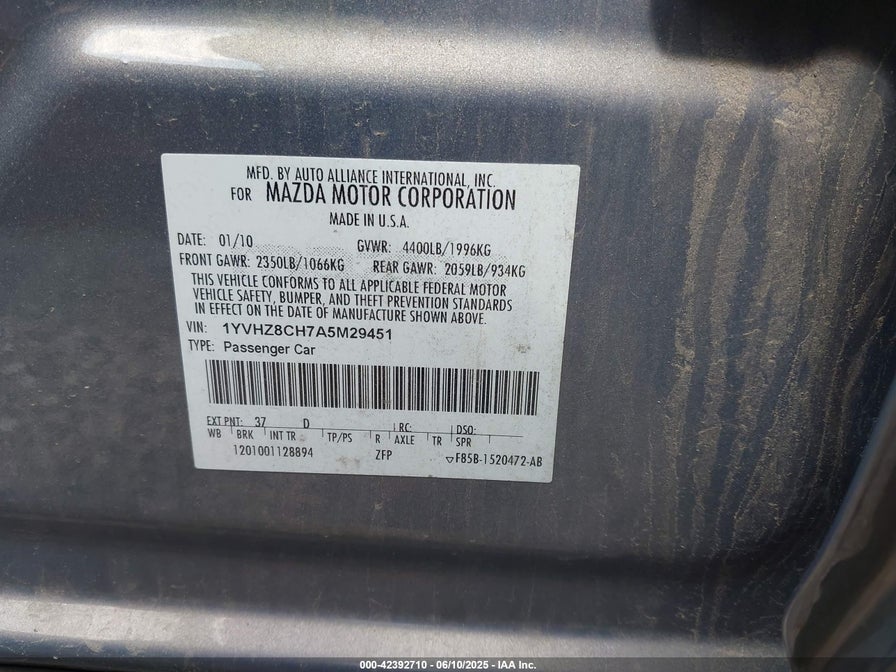 MFD. BY AUTO ALLIANCE INTERNATIONAL, INC.
FOR MAZDA MOTOR CORPORATION
MADE IN U.S.A.
DATE: 01/10 GVWR: 4400LB/1996KG
FRONT GAWR: 2350LB/1066KG REAR GAWR: 2059LB/934KG
THIS VEHICLE CONFORMS TO ALL APPLICABLE FEDERAL MOTOR
VEHICLE SAFETY, BUMPER, AND THEFT PREVENTION STANDARDS
IN EFFECT ON THE DATE OF MANUFACTURE SHOWN ABOVE.
VIN: 1YVHZ8CH7A5M29451
TYPE: Passenger Car
EXT PNT: 37 D RC: DSO:
WB BRK INT TR TP/PS R AXLE TR SPR
1201001128894 ZFP ▽FB5B-1520472-AB
000-42392710 - 06/10/2025 - IAA Inc.